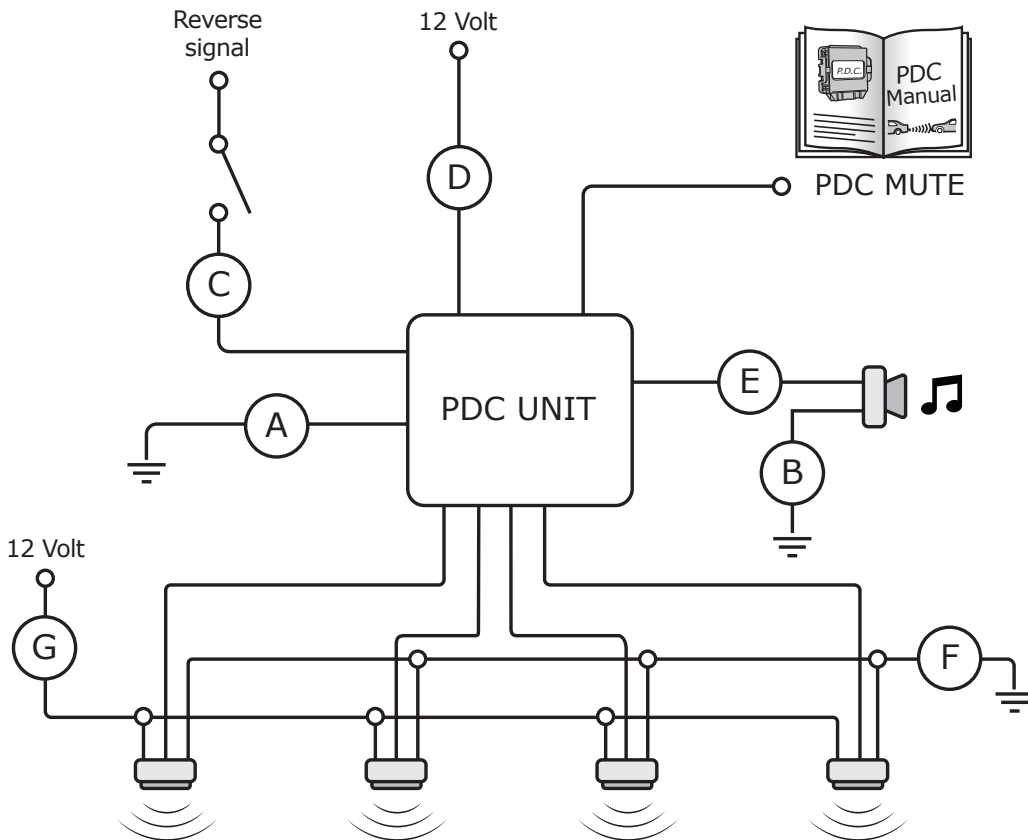 Reverse
signal
12 Volt
P.D.C.
PDC
Manual
D
PDC MUTE
C
PDC UNIT
E
A
B
12 Volt
G
F